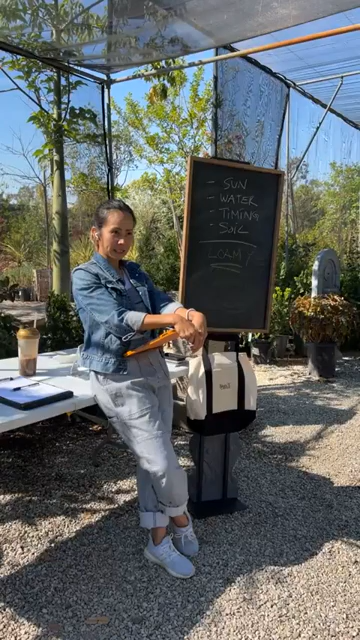 - SUN
- WATER
- TIMING
- SOIL
LOAM